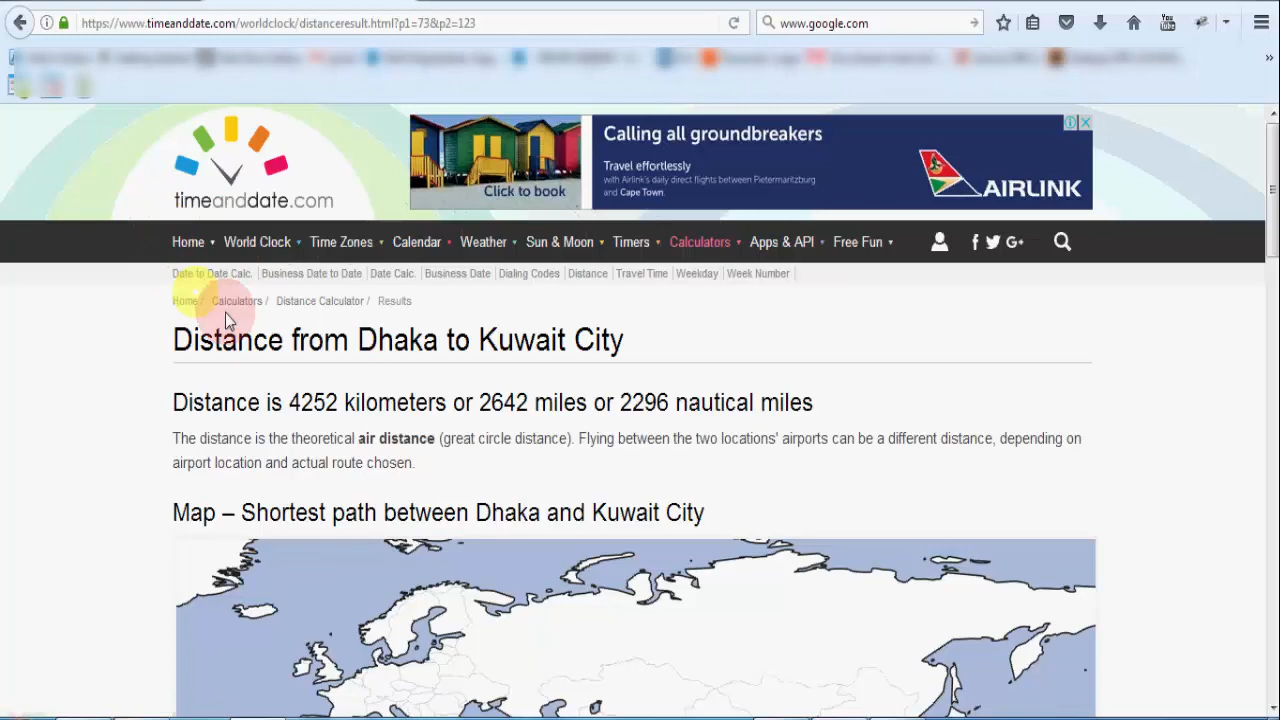 https://www.timeanddate.com/worldclock/distanceresult.html?p1=73&p2=123
www.google.com
You Tube
Calling all groundbreakers
Travel effortlessly
with Airlink's daily direct flights between Pietermaritzburg
and Cape Town
Click to book
AIRLINK
timeanddate.com
Home World Clock Time Zones Calendar Weather Sun & Moon Timers Calculators Apps & API Free Fun
Date to Date Calc. | Business Date to Date | Date Calc. | Business Date | Dialing Codes | Distance | Travel Time | Weekday | Week Number |
Home / Calculators / Distance Calculator / Results
Distance from Dhaka to Kuwait City
Distance is 4252 kilometers or 2642 miles or 2296 nautical miles
The distance is the theoretical air distance (great circle distance). Flying between the two locations' airports can be a different distance, depending on
airport location and actual route chosen.
Map – Shortest path between Dhaka and Kuwait City